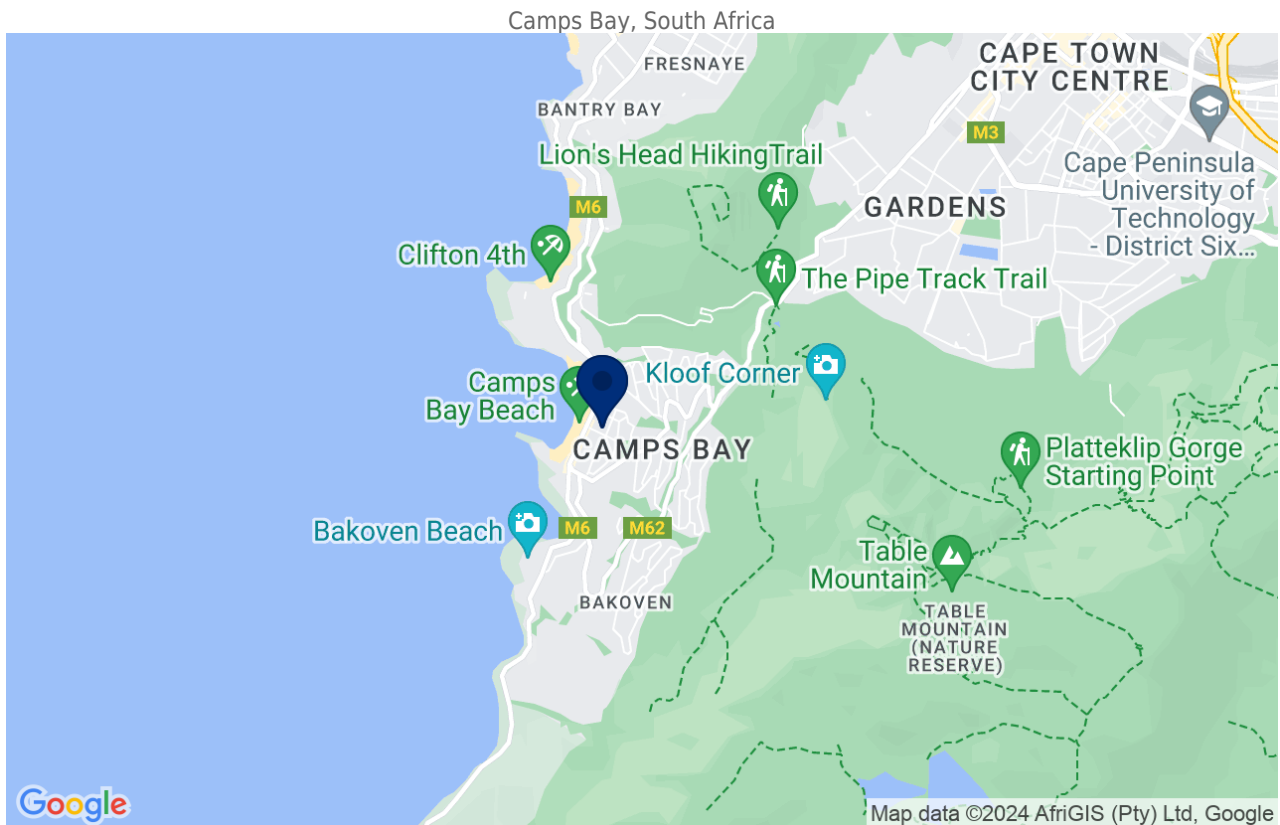 Camps Bay, South Africa
FRESNAYE
CAPE TOWN
CITY CENTRE
BANTRY BAY
M3
Lion's Head HikingTrail
Cape Peninsula
University of
Technology
- District Six...
M6
GARDENS
Clifton 4th
The Pipe Track Trail
Kloof Corner
Camps
Bay Beach
CAMPS BAY
Platteklip Gorge
Starting Point
Bakoven Beach
M6
M62
Table
Mountain
BAKOVEN
TABLE
MOUNTAIN
(NATURE
RESERVE)
Google
Map data ©2024 AfriGIS (Pty) Ltd, Google